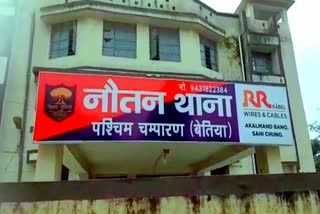 मो. 9431822384
नौतन थाना
पश्चिम चम्पारण (बेतिया)
RR KABEL
WIRES & CABLES
AKALMAND BANO,
SAHI CHUNO.